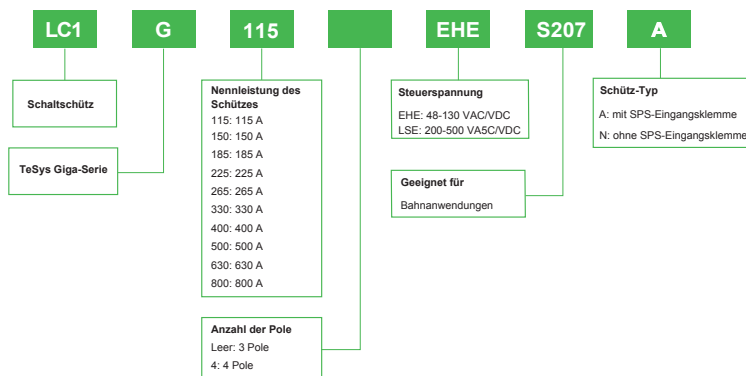 LC1 G 115 EHE S207 A
Schaltschütz
TeSys Giga-Serie
Nennleistung des
Schützes
115: 115 A
150: 150 A
185: 185 A
225: 225 A
265: 265 A
330: 330 A
400: 400 A
500: 500 A
630: 630 A
800: 800 A
Anzahl der Pole
Leer: 3 Pole
4: 4 Pole
Steuerspannung
EHE: 48-130 VAC/VDC
LSE: 200-500 VA5C/VDC
Geeignet für
Bahnanwendungen
Schütz-Typ
A: mit SPS-Eingangsklemme
N: ohne SPS-Eingangsklemme